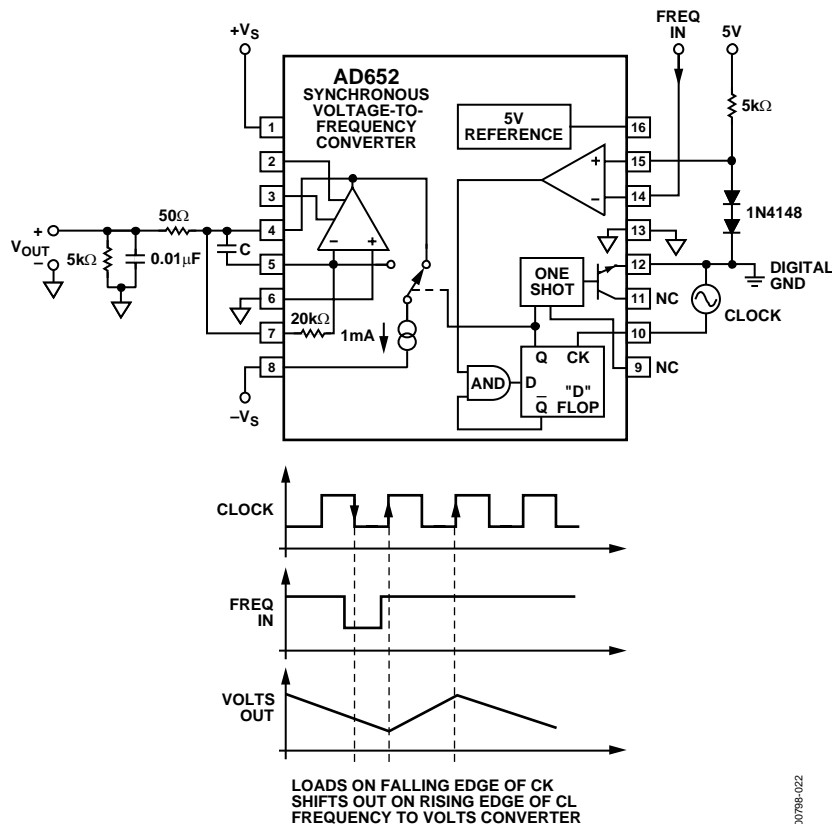 +VS
FREQ
IN
5V
AD652
SYNCHRONOUS
VOLTAGE-TO-
FREQUENCY
CONVERTER
5V
REFERENCE
5kΩ
1
16
2
15
+
3
14
–
1N4148
50Ω
4
13
+
VOUT
–
5kΩ
0.01µF
C
5
– +
ONE
SHOT
12
DIGITAL
GND
6
11
NC
20kΩ
7
1mA
10
CLOCK
8
Q
CK
9
NC
–VS
AND
D
"D"
FLOP
Q
CLOCK
FREQ
IN
VOLTS
OUT
LOADS ON FALLING EDGE OF CK
SHIFTS OUT ON RISING EDGE OF CL
FREQUENCY TO VOLTS CONVERTER
00798-022